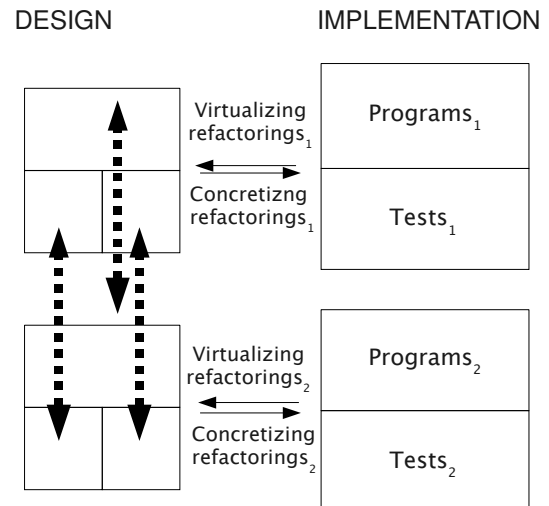 DESIGN
IMPLEMENTATION
Virtualizing
refactorings₁
Concretizng
refactorings₁
Programs₁
Tests₁
Virtualizing
refactorings₂
Concretizing
refactorings₂
Programs₂
Tests₂